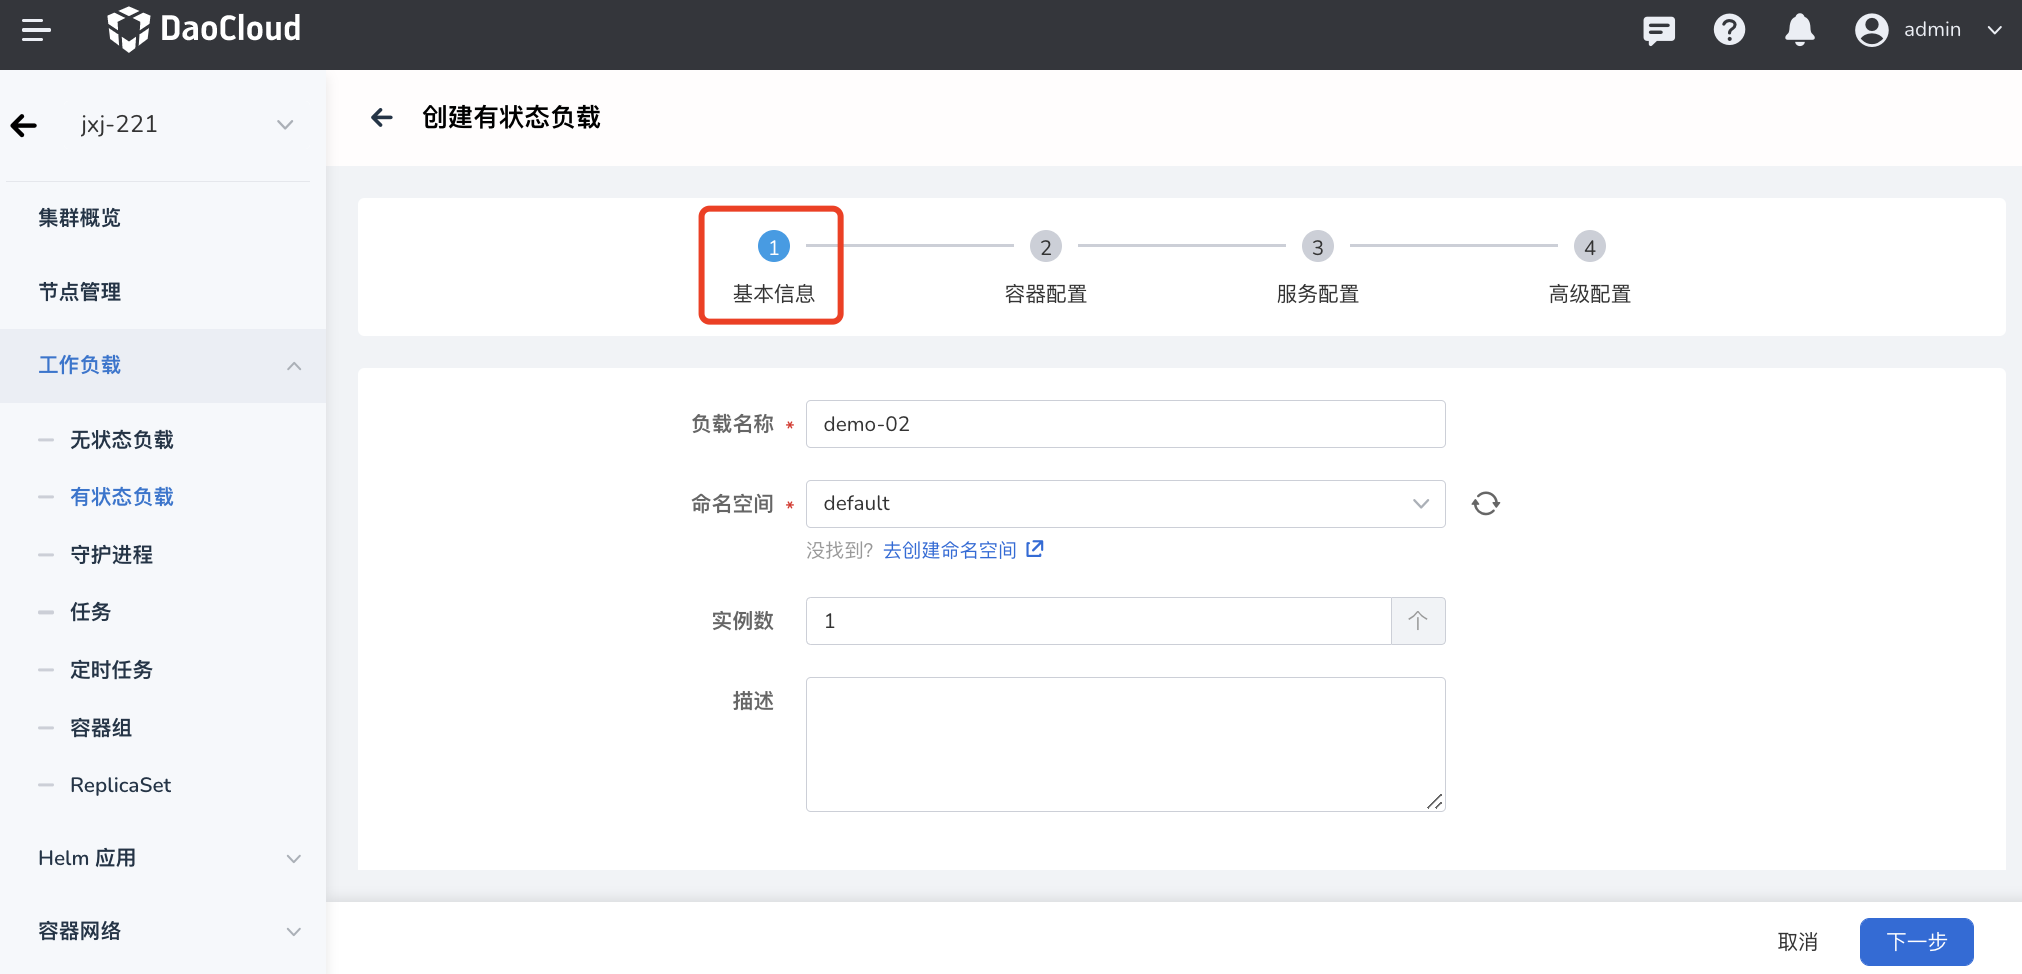 DaoCloud
admin
jxj-221
集群概览
节点管理
工作负载
无状态负载
有状态负载
守护进程
任务
定时任务
容器组
ReplicaSet
Helm 应用
容器网络
创建有状态负载
1
2
3
4
基本信息
容器配置
服务配置
高级配置
负载名称 *
demo-02
命名空间 *
default
没找到? 去创建命名空间
实例数
1
个
描述
取消
下一步